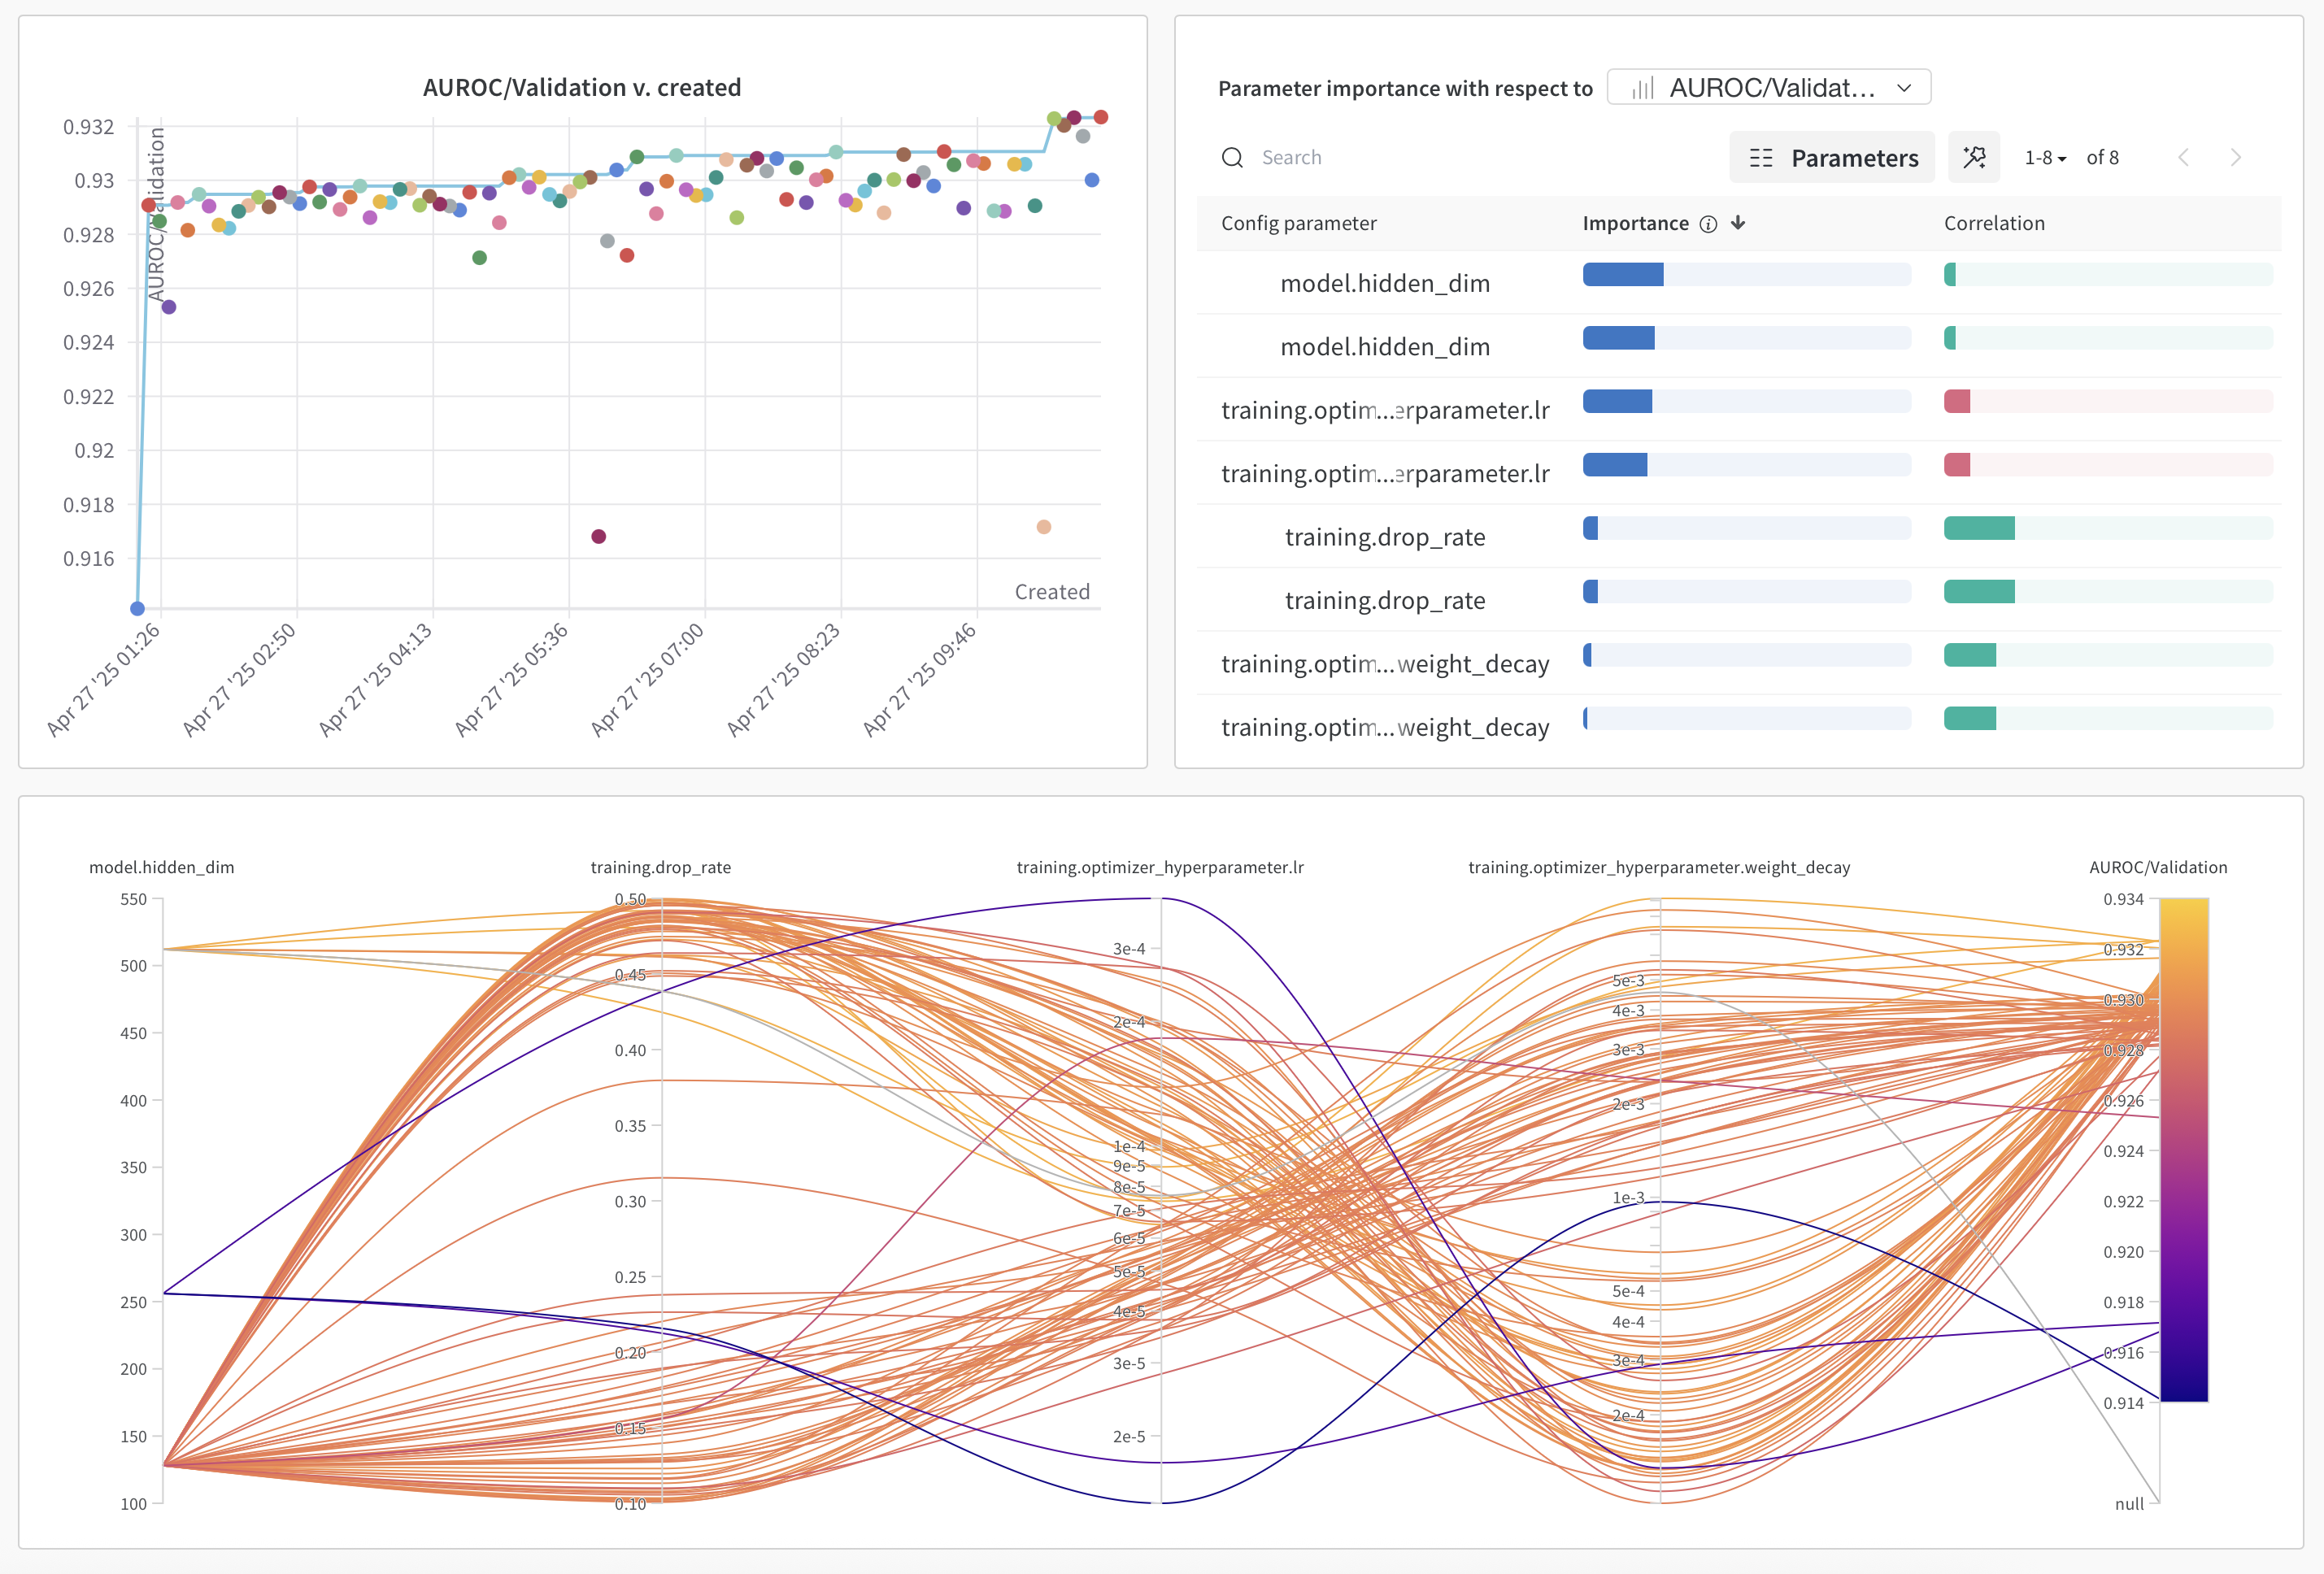 AUROC/Validation v. created
0.932
0.93
0.928
0.926
0.924
0.922
0.92
0.918
0.916
AUROC/Validation
Created
Apr 27 '25 01:26
Apr 27 '25 02:50
Apr 27 '25 04:13
Apr 27 '25 05:36
Apr 27 '25 07:00
Apr 27 '25 08:23
Apr 27 '25 09:46
Parameter importance with respect to AUROC/Validat...
Search Parameters 1-8 of 8
Config parameter Importance Correlation
model.hidden_dim
model.hidden_dim
training.optim...erparameter.lr
training.optim...erparameter.lr
training.drop_rate
training.drop_rate
training.optim...weight_decay
training.optim...weight_decay
model.hidden_dim
550
500
450
400
350
300
250
200
150
100
training.drop_rate
0.50
0.45
0.40
0.35
0.30
0.25
0.20
0.15
0.10
training.optimizer_hyperparameter.lr
3e-4
2e-4
1e-4
9e-5
8e-5
7e-5
6e-5
5e-5
4e-5
3e-5
2e-5
training.optimizer_hyperparameter.weight_decay
5e-3
4e-3
3e-3
2e-3
1e-3
5e-4
4e-4
3e-4
2e-4
AUROC/Validation
0.934
0.932
0.930
0.928
0.926
0.924
0.922
0.920
0.918
0.916
0.914
null